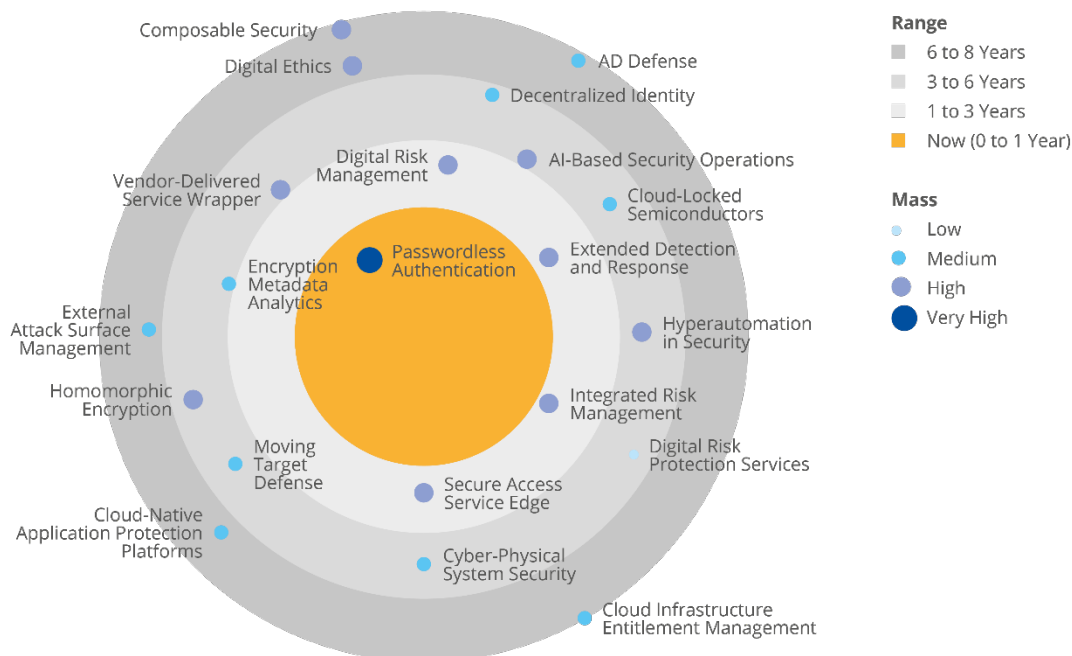 Composable Security
Digital Ethics
AD Defense
Decentralized Identity
Digital Risk
Management
AI-Based Security Operations
Vendor-Delivered
Service Wrapper
Cloud-Locked
Semiconductors
Passwordless
Authentication
Extended Detection
and Response
Encryption
Metadata
Analytics
External
Attack Surface
Management
Hyperautomation
in Security
Homomorphic
Encryption
Integrated Risk
Management
Moving
Target
Defense
Digital Risk
Protection Services
Secure Access
Service Edge
Cloud-Native
Application Protection
Platforms
Cyber-Physical
System Security
Cloud Infrastructure
Entitlement Management
Range
6 to 8 Years
3 to 6 Years
1 to 3 Years
Now (0 to 1 Year)
Mass
Low
Medium
High
Very High